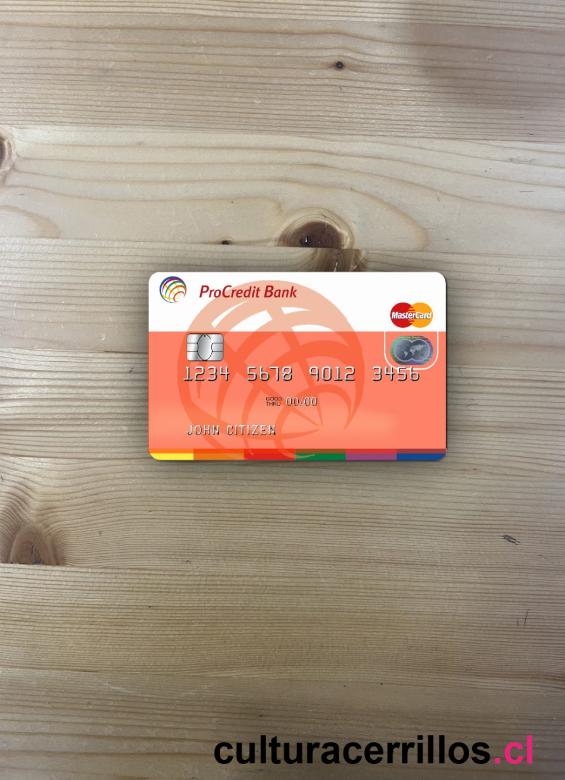 ProCredit Bank
MasterCard
1234 5678 9012 3456
GOOD THRU 00/00
JOHN CITIZEN
culturacerrillos.cl